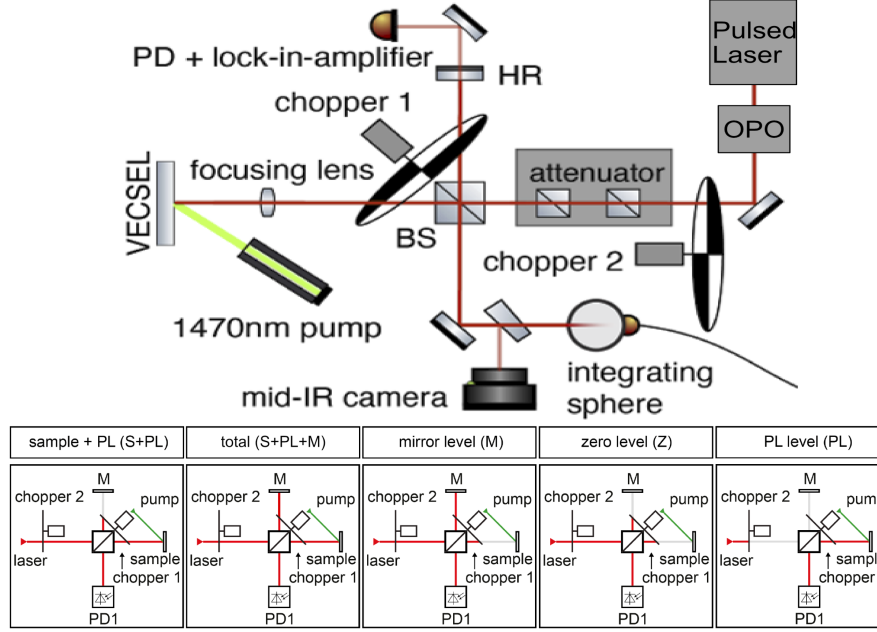 Pulsed
Laser
PD + lock-in-amplifier
HR
chopper 1
OPO
focusing lens
attenuator
VECSEL
BS
chopper 2
1470nm pump
integrating
sphere
mid-IR camera
sample + PL (S+PL)
total (S+PL+M)
mirror level (M)
zero level (Z)
PL level (PL)
M
chopper 2
pump
laser
sample
chopper 1
PD1
M
chopper 2
pump
laser
sample
chopper 1
PD1
M
chopper 2
pump
laser
sample
chopper 1
PD1
M
chopper 2
pump
laser
sample
chopper 1
PD1
M
chopper 2
pum
laser
sample
chopper
PD1